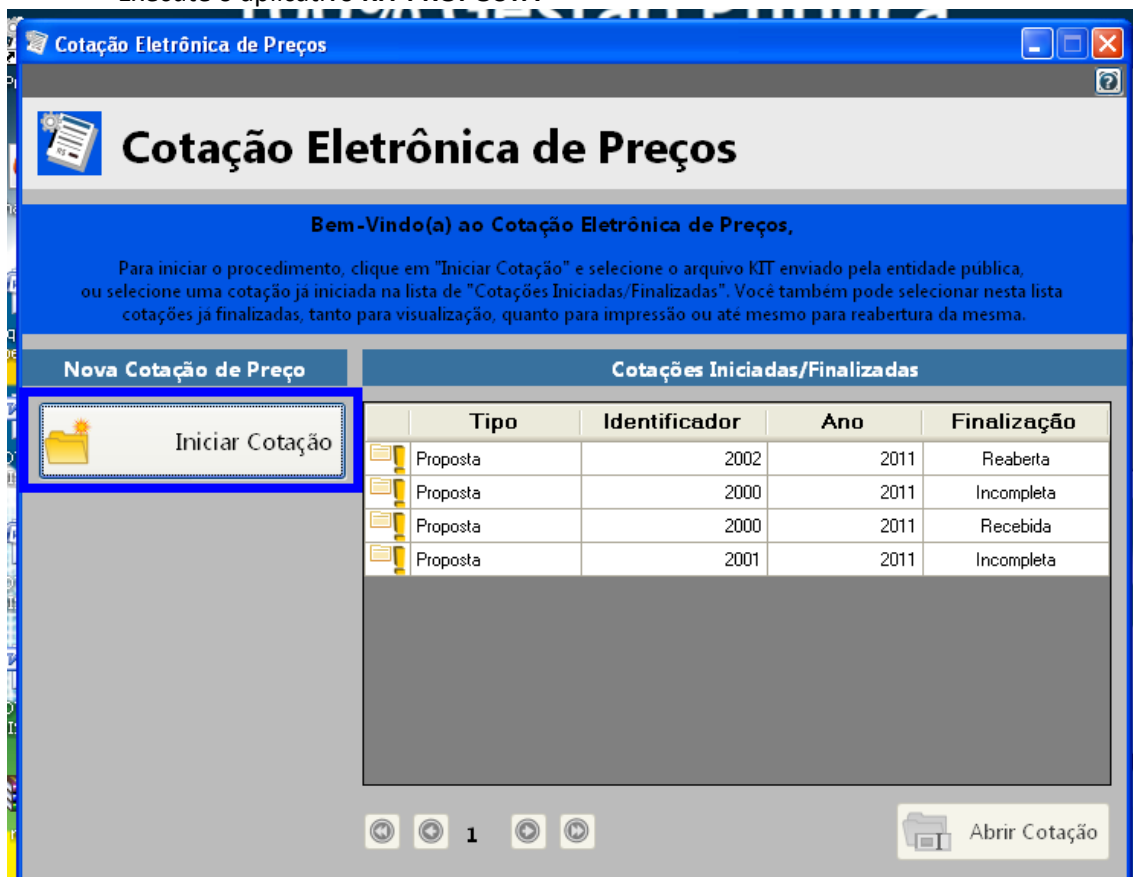 Execute o aplicativo
100% Gestão Pública
Cotação Eletrônica de Preços
Cotação Eletrônica de Preços
Bem-Vindo(a) ao Cotação Eletrônica de Preços,
Para iniciar o procedimento, clique em "Iniciar Cotação" e selecione o arquivo KIT enviado pela entidade pública,
ou selecione uma cotação já iniciada na lista de "Cotações Iniciadas/Finalizadas". Você também pode selecionar nesta lista
cotações já finalizadas, tanto para visualização, quanto para impressão ou até mesmo para reabertura da mesma.
Nova Cotação de Preço
Cotações Iniciadas/Finalizadas
Iniciar Cotação
Tipo Identificador Ano Finalização
Proposta 2002 2011 Reaberta
Proposta 2000 2011 Incompleta
Proposta 2000 2011 Recebida
Proposta 2001 2011 Incompleta
1
Abrir Cotação